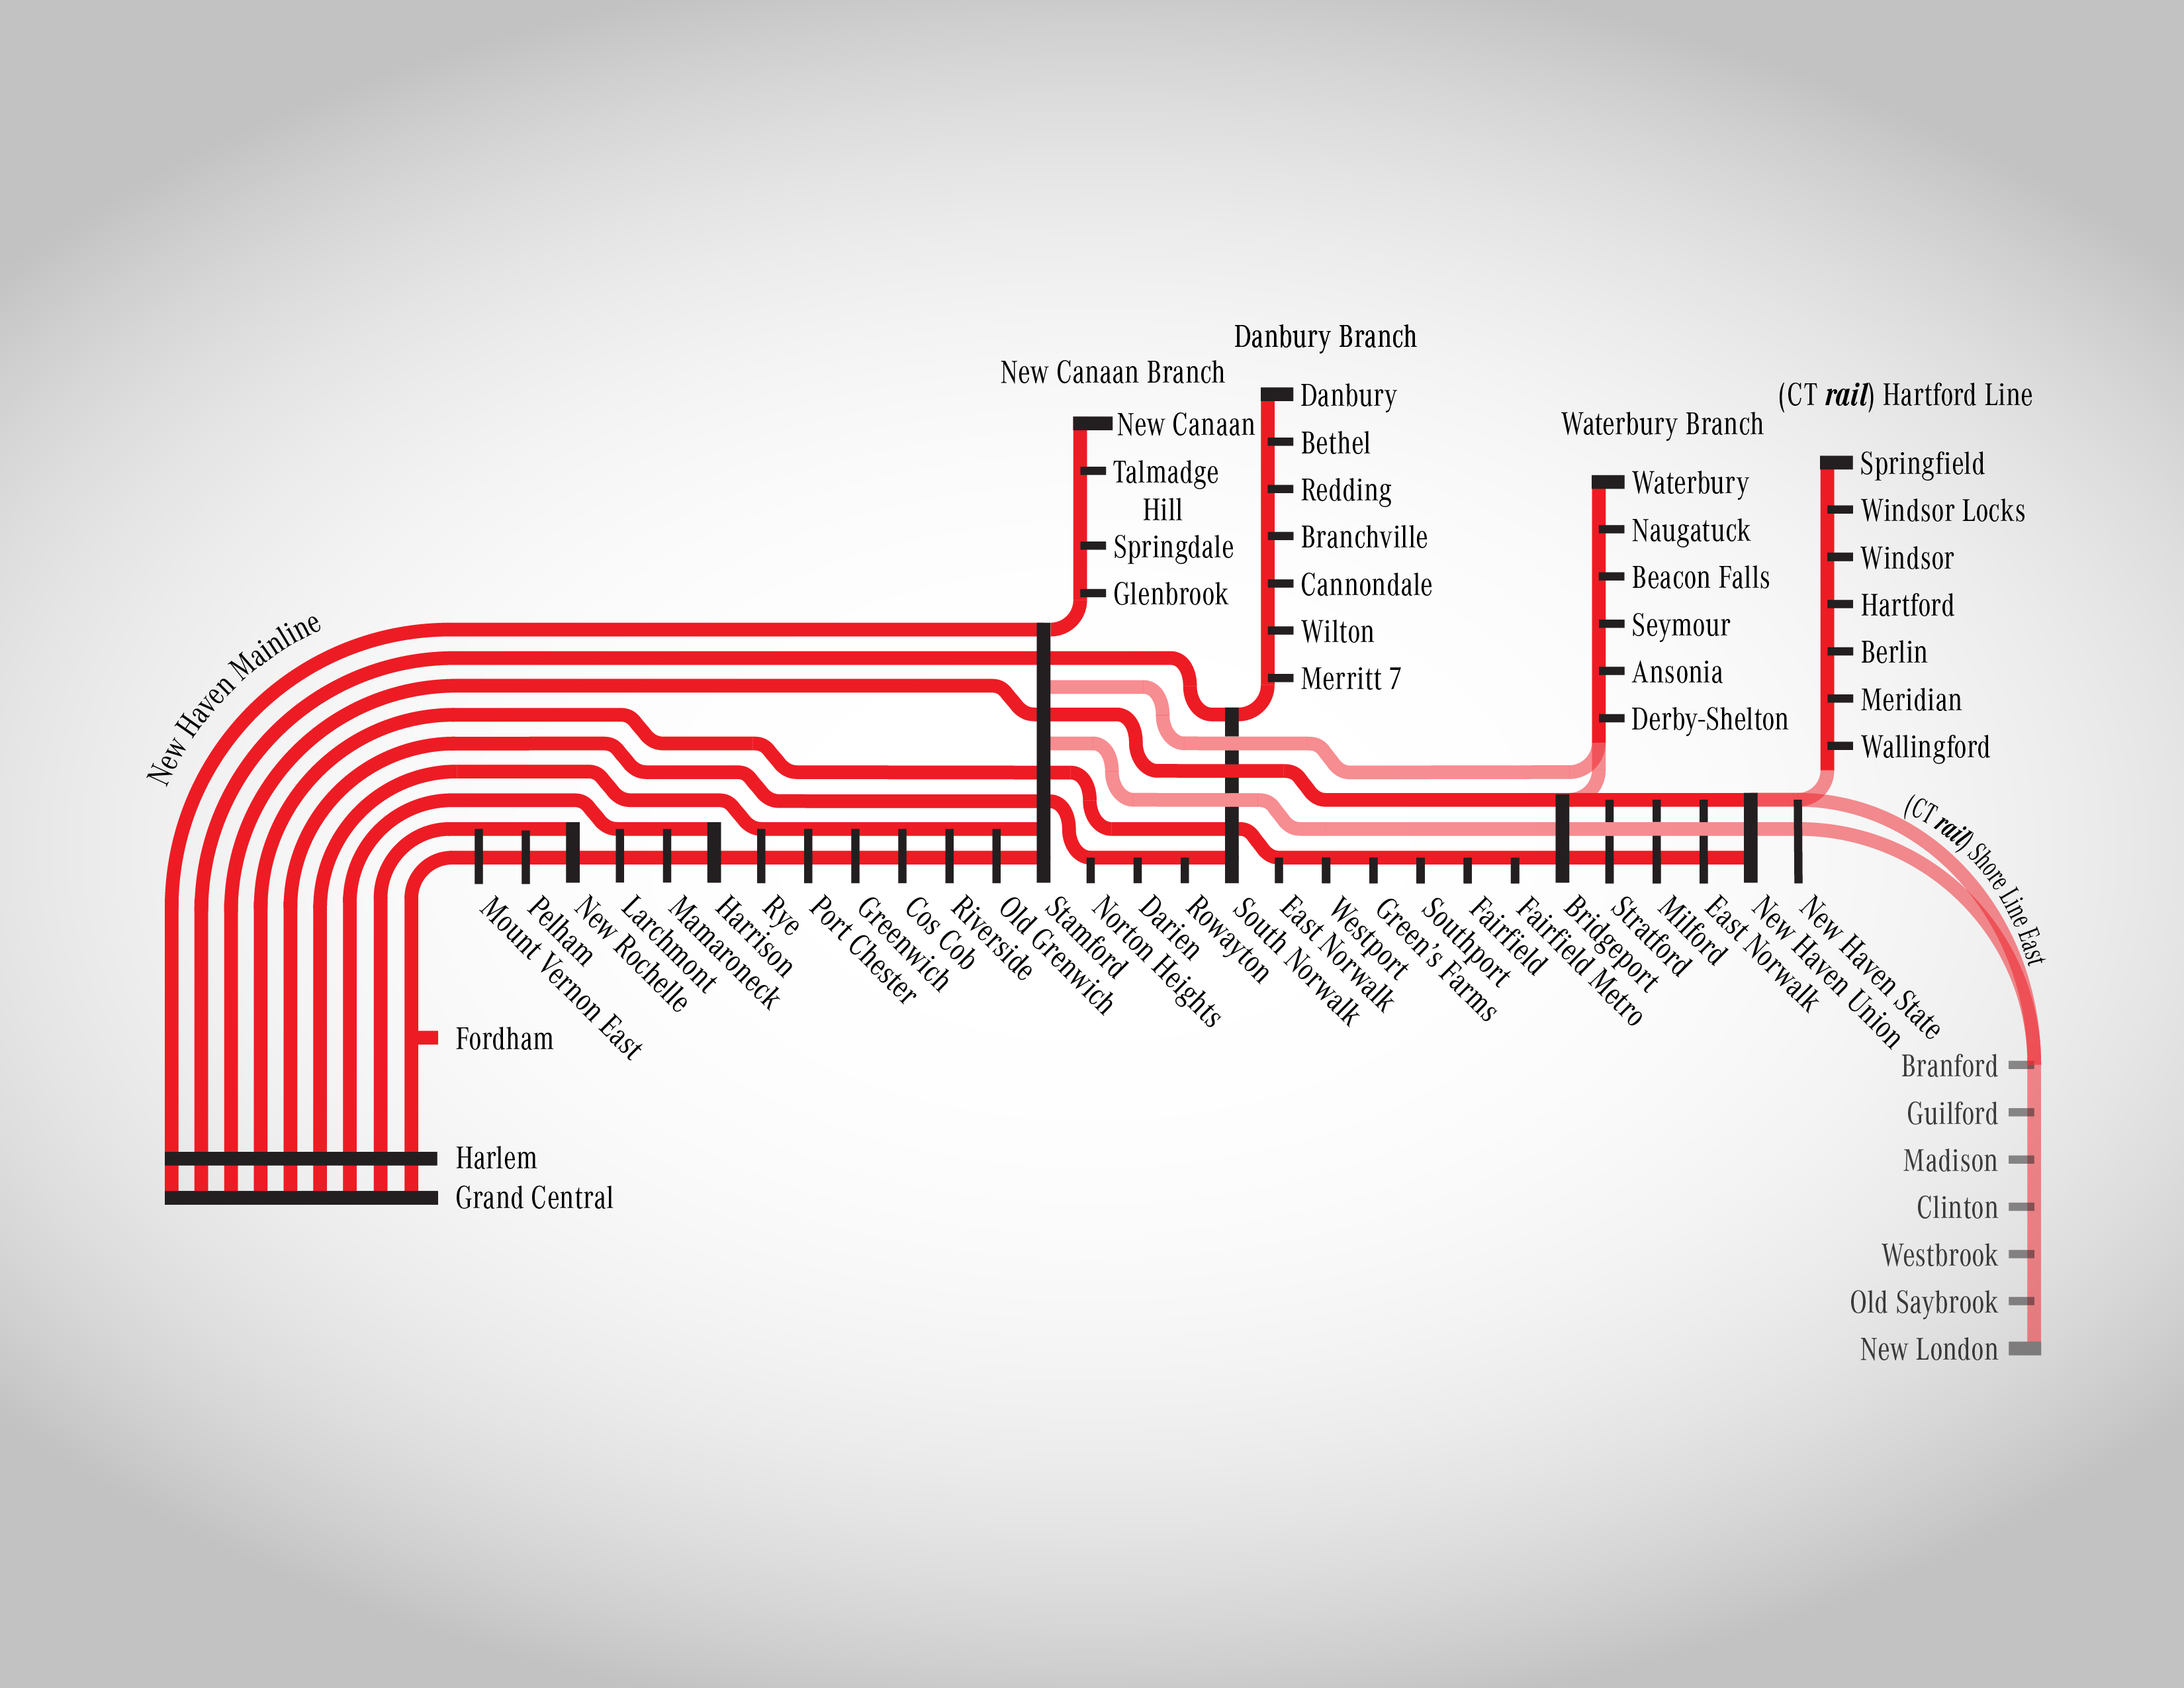 Danbury Branch
New Canaan Branch
(CT rail) Hartford Line
Waterbury Branch
New Haven Mainline
(CT rail) Shore Line East
New Canaan
Talmadge
Hill
Springdale
Glenbrook
Danbury
Bethel
Redding
Branchville
Cannondale
Wilton
Merritt 7
Waterbury
Naugatuck
Beacon Falls
Seymour
Ansonia
Derby-Shelton
Springfield
Windsor Locks
Windsor
Hartford
Berlin
Meridian
Wallingford
Mount Vernon East
Pelham
New Rochelle
Larchmont
Mamaroneck
Harrison
Rye
Port Chester
Greenwich
Cos Cob
Riverside
Old Grenwich
Stamford
Norton Heights
Darien
Rowayton
South Norwalk
East Norwalk
Westport
Green's Farms
Southport
Fairfield
Fairfield Metro
Bridgeport
Stratford
Milford
East Norwalk
New Haven Union
New Haven State
Fordham
Harlem
Grand Central
Branford
Guilford
Madison
Clinton
Westbrook
Old Saybrook
New London